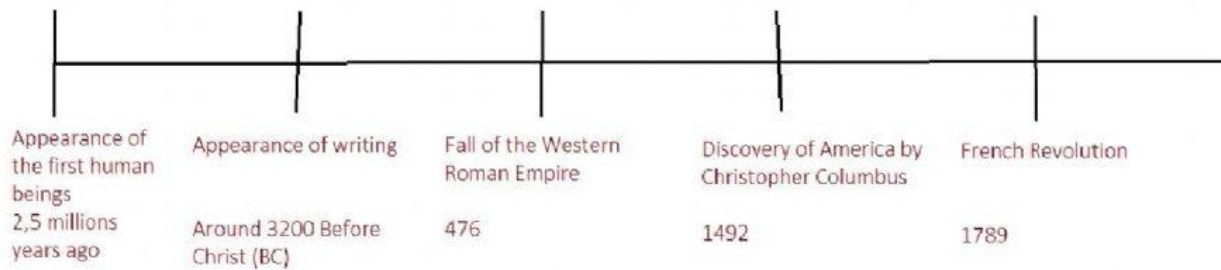 Appearance of
the first human
beings
2,5 millions
years ago
Appearance of writing
Around 3200 Before
Christ (BC)
Fall of the Western
Roman Empire
476
Discovery of America by
Christopher Columbus
1492
French Revolution
1789